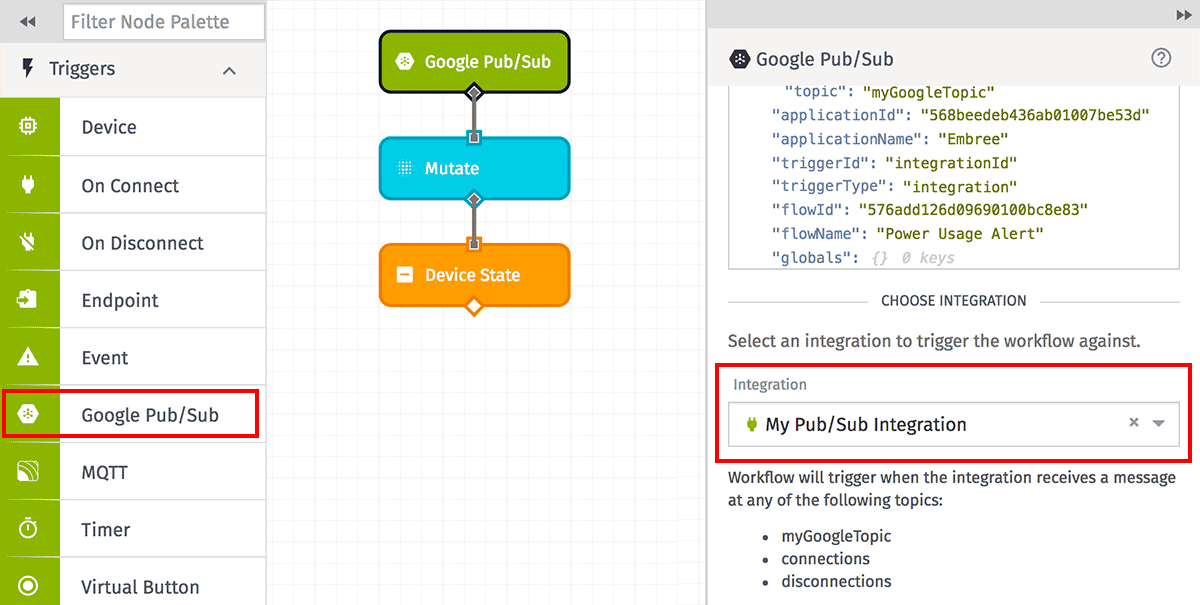 Filter Node Palette
Triggers
Device
On Connect
On Disconnect
Endpoint
Event
Google Pub/Sub
MQTT
Timer
Virtual Button
Google Pub/Sub
Mutate
Device State
Google Pub/Sub
"topic": "myGoogleTopic"
"applicationId": "568beedeb436ab01007be53d"
"applicationName": "Embree"
"triggerId": "integrationId"
"triggerType": "integration"
"flowId": "576add126d09690100bc8e83"
"flowName": "Power Usage Alert"
"globals": {} 0 keys
CHOOSE INTEGRATION
Select an integration to trigger the workflow against.
Integration
My Pub/Sub Integration
Workflow will trigger when the integration receives a message
at any of the following topics:
• myGoogleTopic
• connections
• disconnections